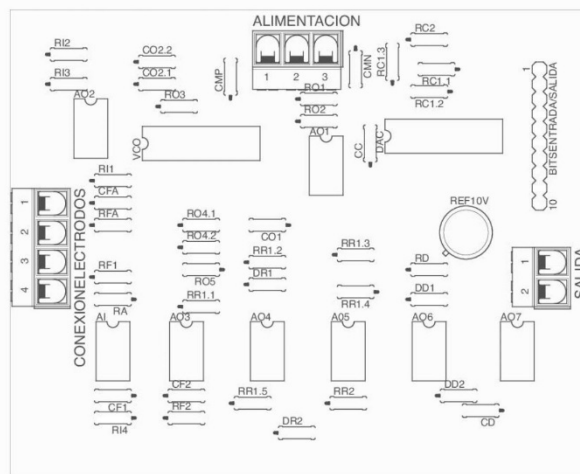 ALIMENTACION
RI2
CO2.2
RC2
RC1.3
CMP
CMN
1 2 3
RI3
CO2.1
RC1.1
1
AO2
RO3
RO1
RC1.2
BITSENTRADA/SALIDA
RO2
AO1
VCO
CC
DAC
RI1
CFA
10
1
REF10V
RFA
RO4.1
2
CONEXIONELECTRODOS
CO1
RO4.2
RR1.2
RR1.3
3
RF1
RO5
DR1
RD
1
SALIDA
4
RA
RR1.1
RR1.4
DD1
2
AI
AO3
AO4
A05
AO6
AO7
CF2
DD2
CF1
RF2
RR1.5
RR2
CD
RI4
DR2